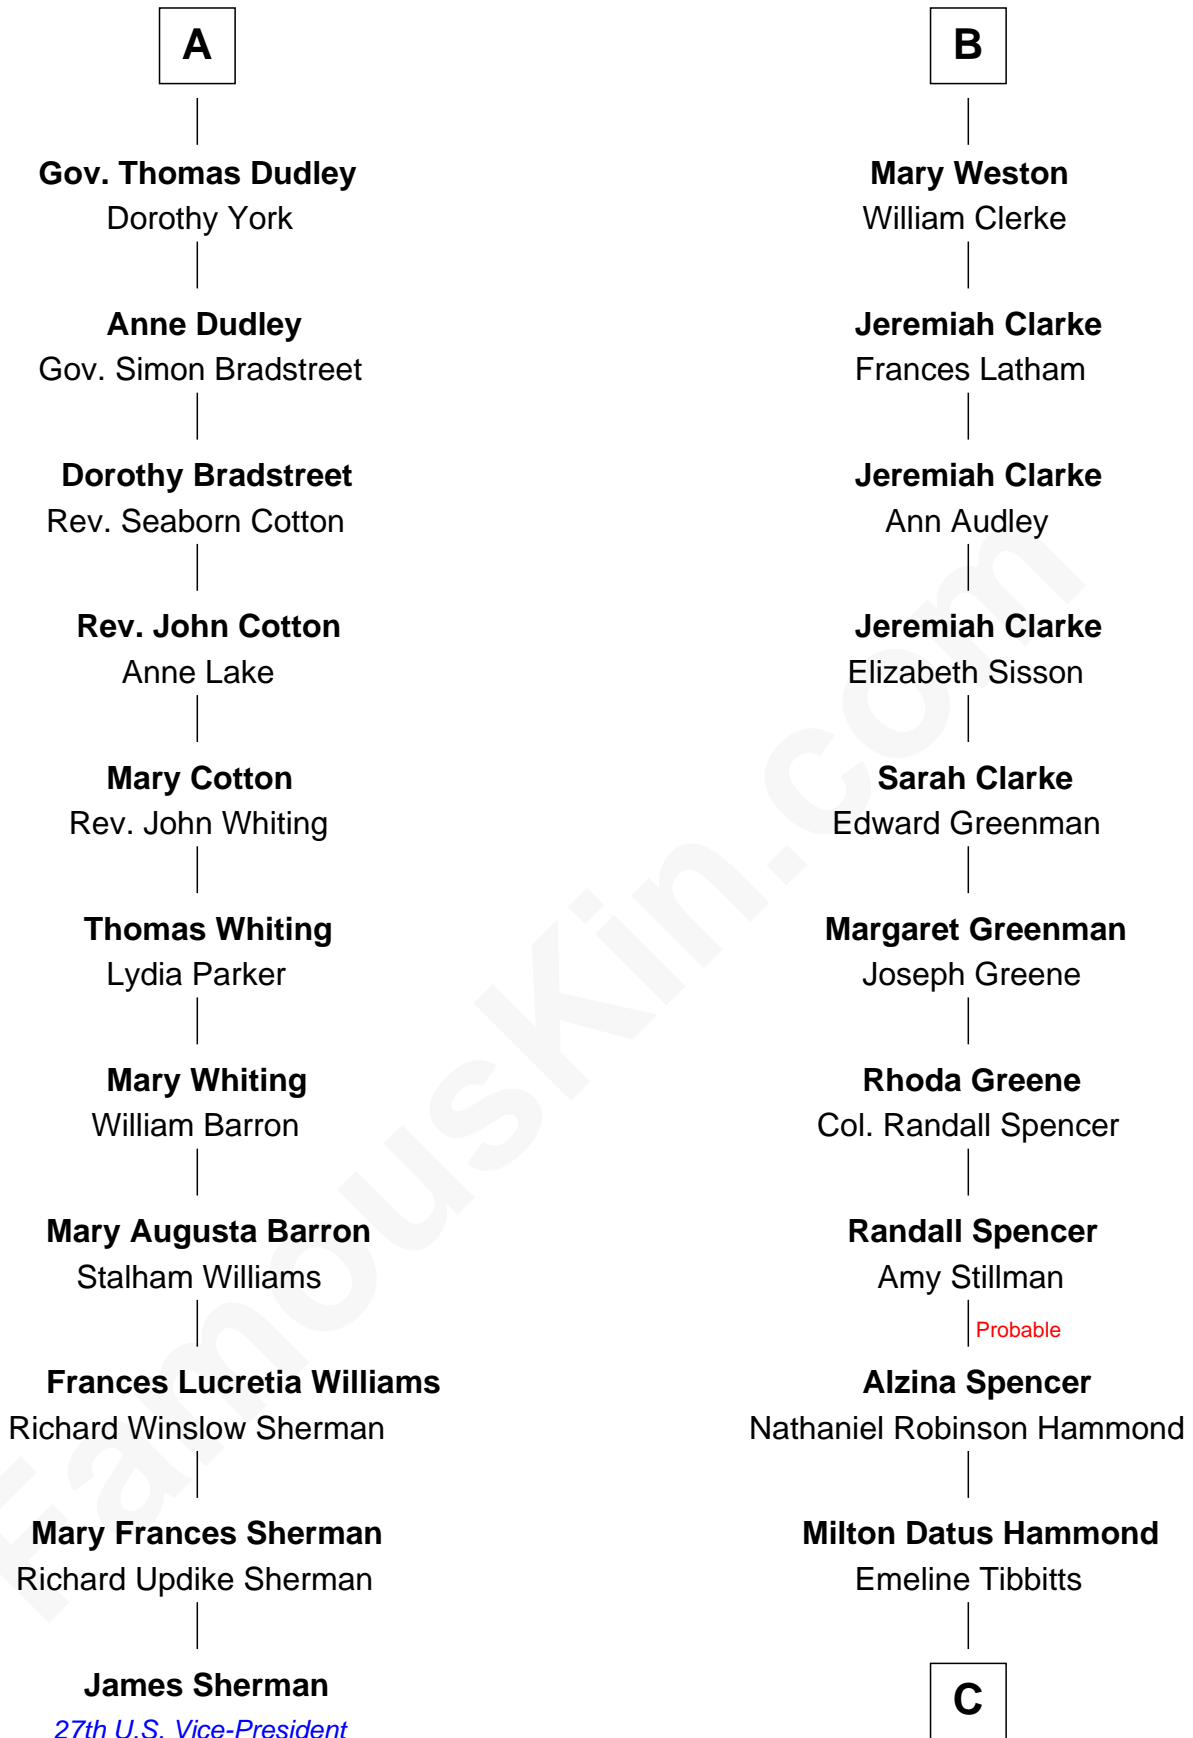 A
Gov. Thomas Dudley
Dorothy York
Anne Dudley
Gov. Simon Bradstreet
Dorothy Bradstreet
Rev. Seaborn Cotton
Rev. John Cotton
Anne Lake
Mary Cotton
Rev. John Whiting
Thomas Whiting
Lydia Parker
Mary Whiting
William Barron
Mary Augusta Barron
Stalham Williams
Frances Lucretia Williams
Richard Winslow Sherman
Mary Frances Sherman
Richard Updike Sherman
James Sherman
27th U.S. Vice-President
B
Mary Weston
William Clerke
Jeremiah Clarke
Frances Latham
Jeremiah Clarke
Ann Audley
Jeremiah Clarke
Elizabeth Sisson
Sarah Clarke
Edward Greenman
Margaret Greenman
Joseph Greene
Rhoda Greene
Col. Randall Spencer
Randall Spencer
Amy Stillman
Probable
Alzina Spencer
Nathaniel Robinson Hammond
Milton Datus Hammond
Emeline Tibbitts
C
FamousKin.com